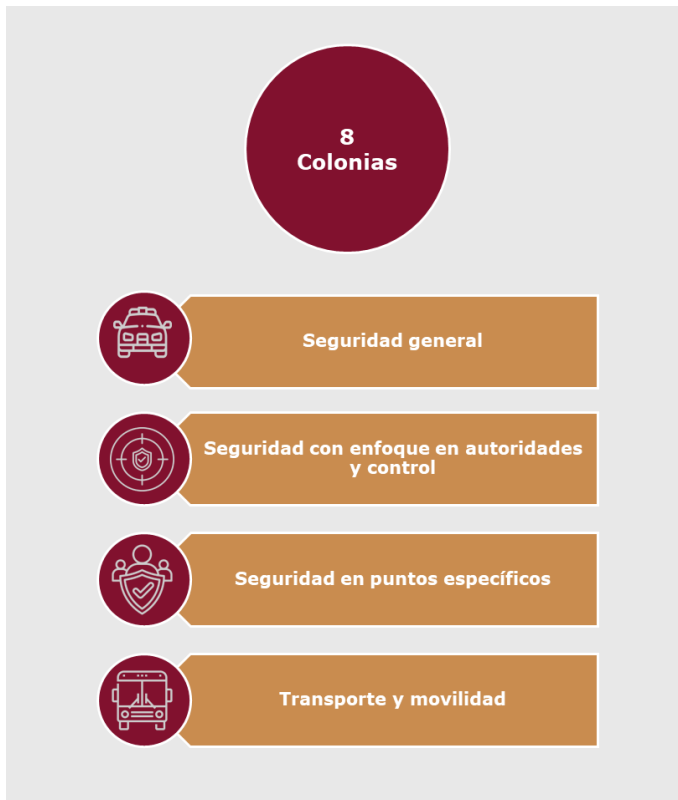 8
Colonias
Seguridad general
Seguridad con enfoque en autoridades
y control
Seguridad en puntos específicos
Transporte y movilidad